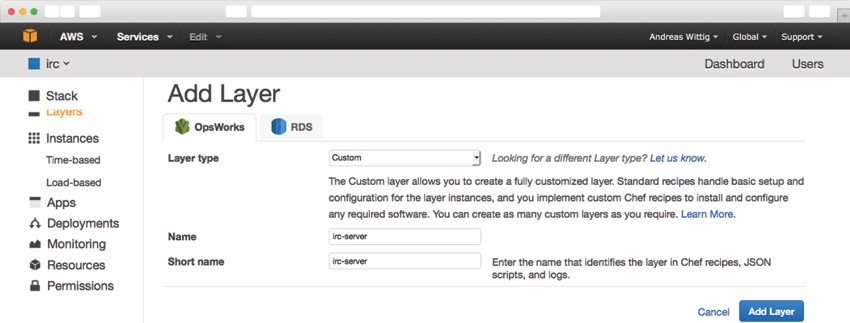 AWS Services Edit Andreas Wittig Global Support
irc Dashboard Users
Stack
Layers
Instances
Time-based
Load-based
Apps
Deployments
Monitoring
Resources
Permissions
Add Layer
OpsWorks RDS
Layer type Custom Looking for a different Layer type? Let us know.
The Custom layer allows you to create a fully customized layer. Standard recipes handle basic setup and
configuration for the layer instances, and you implement custom Chef recipes to install and configure
any required software. You can create as many custom layers as you require. Learn More.
Name irc-server
Short name irc-server Enter the name that identifies the layer in Chef recipes, JSON
scripts, and logs.
Cancel Add Layer